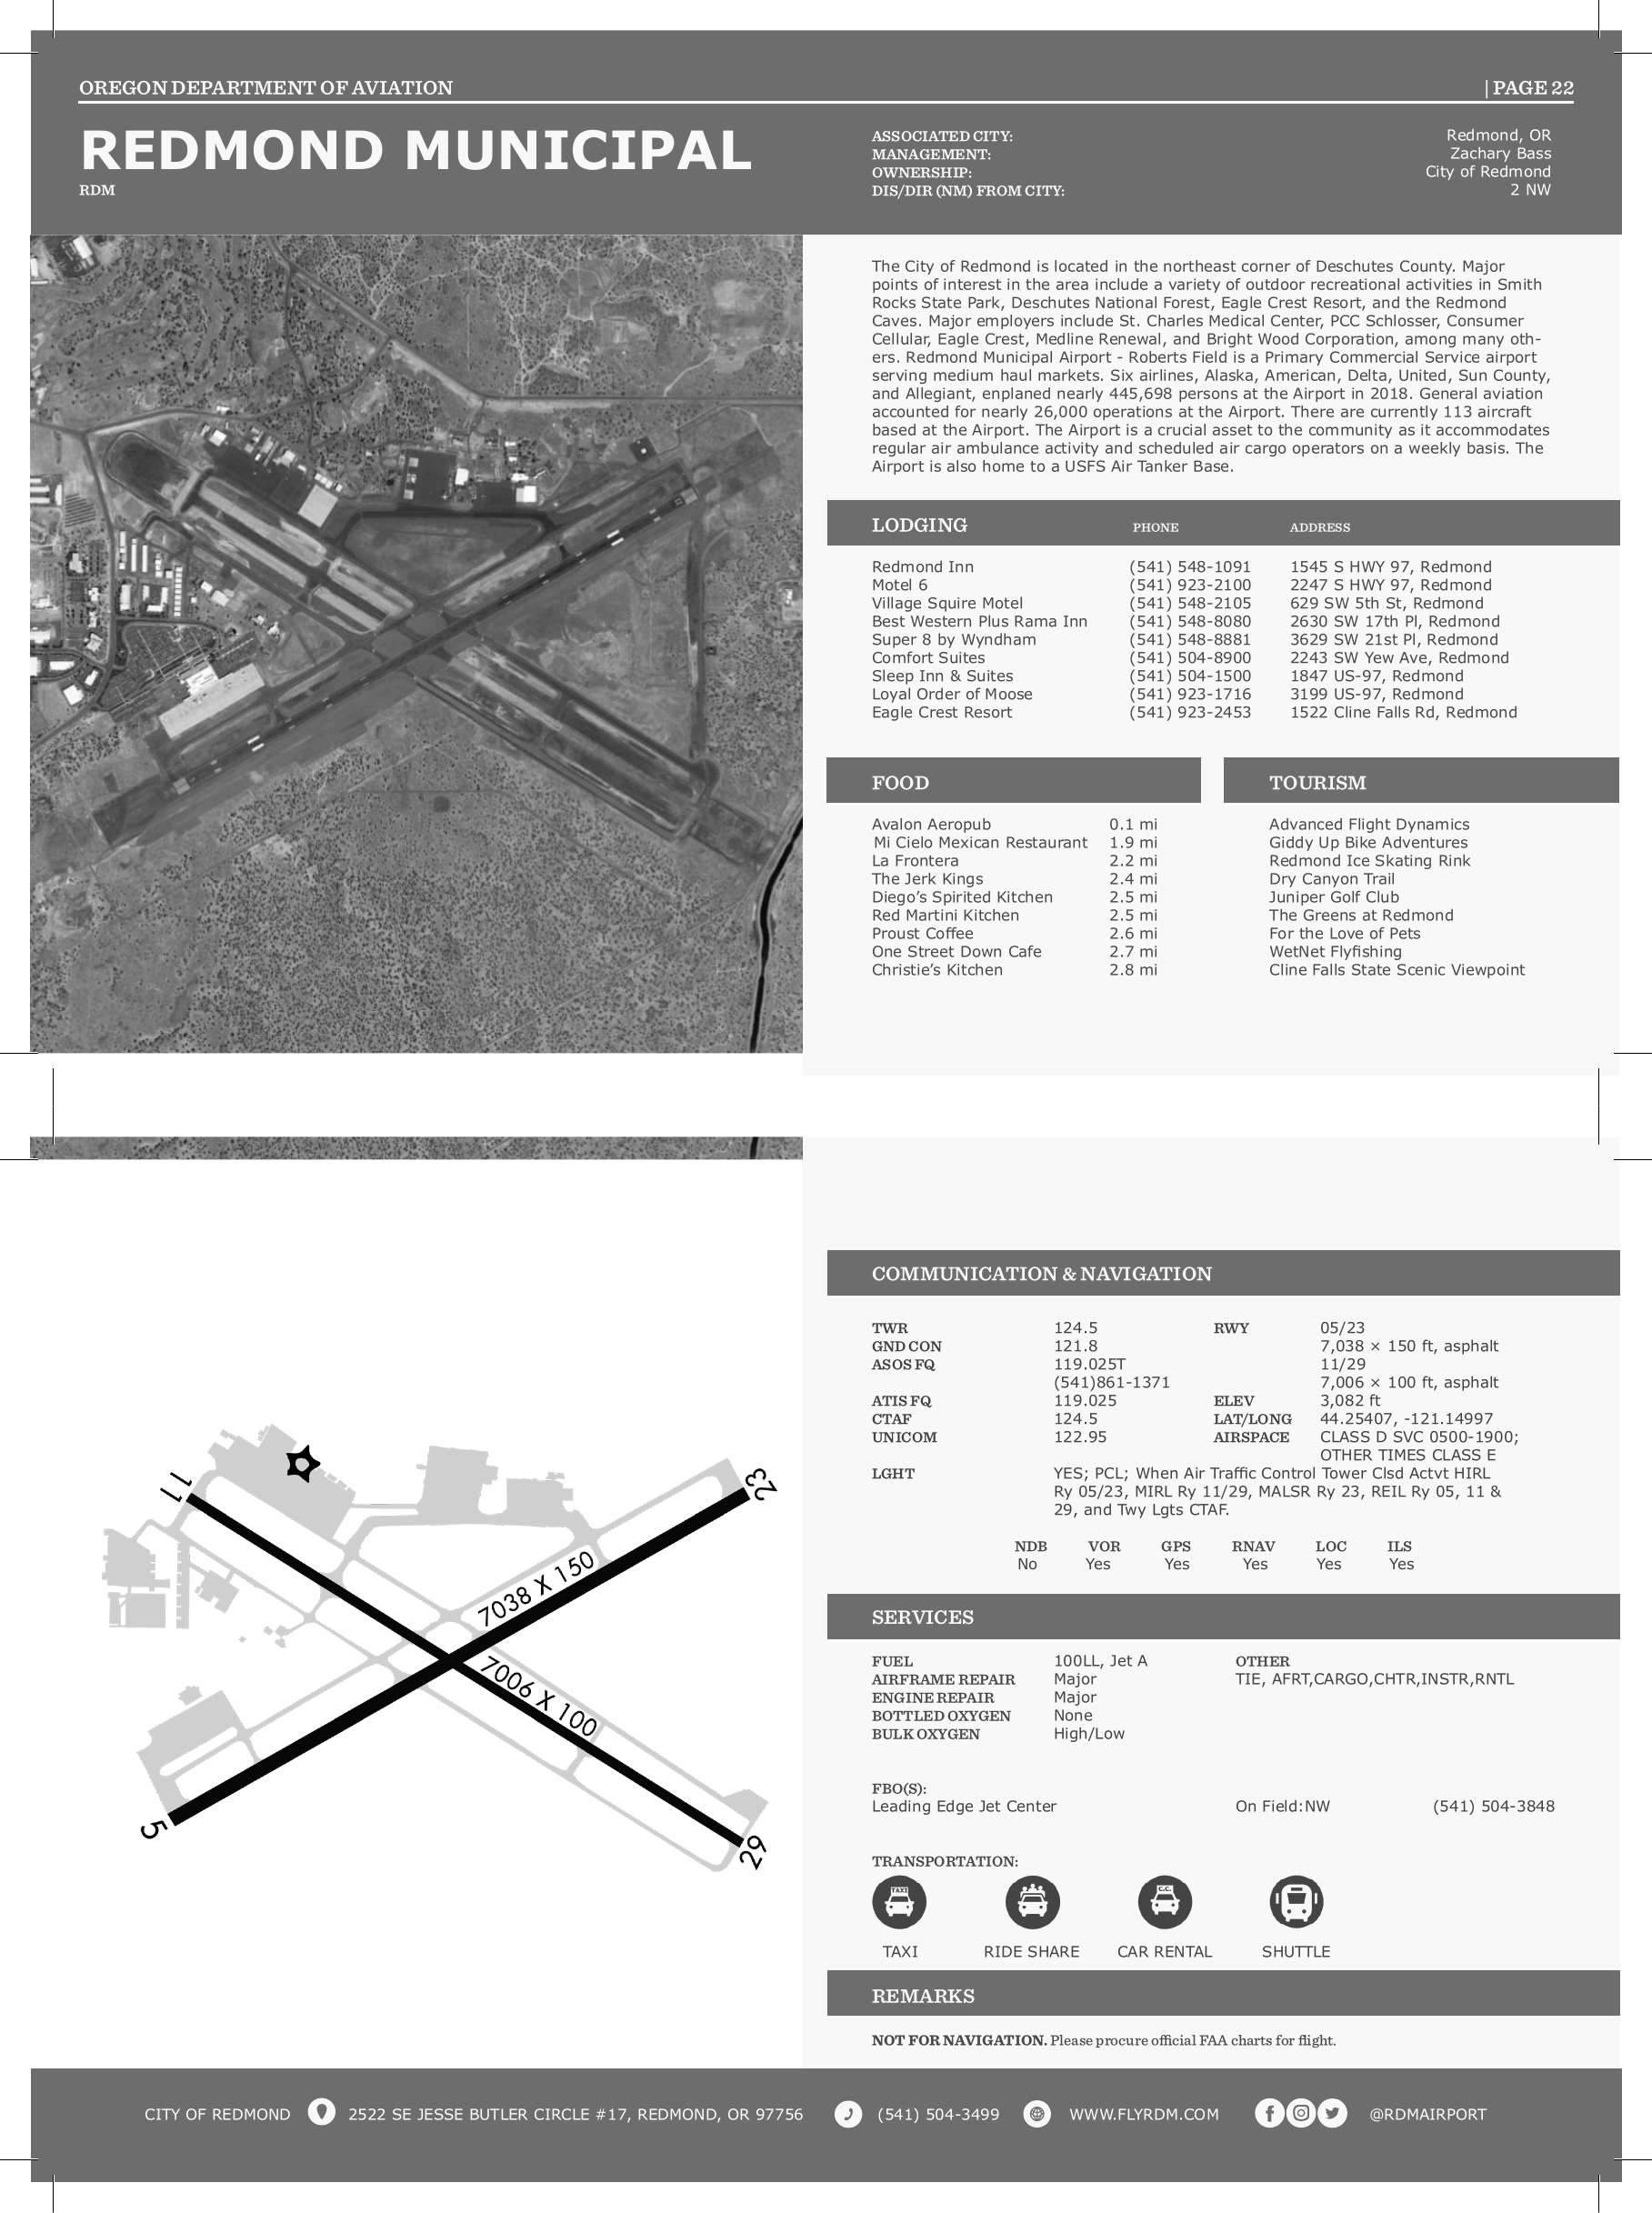 OREGON DEPARTMENT OF AVIATION | PAGE 22
REDMOND MUNICIPAL
RDM
ASSOCIATED CITY: Redmond, OR
MANAGEMENT: Zachary Bass
OWNERSHIP: City of Redmond
DIS/DIR (NM) FROM CITY: 2 NW
The City of Redmond is located in the northeast corner of Deschutes County. Major
points of interest in the area include a variety of outdoor recreational activities in Smith
Rocks State Park, Deschutes National Forest, Eagle Crest Resort, and the Redmond
Caves. Major employers include St. Charles Medical Center, PCC Schlosser, Consumer
Cellular, Eagle Crest, Medline Renewal, and Bright Wood Corporation, among many oth-
ers. Redmond Municipal Airport - Roberts Field is a Primary Commercial Service airport
serving medium haul markets. Six airlines, Alaska, American, Delta, United, Sun County,
and Allegiant, enplaned nearly 445,698 persons at the Airport in 2018. General aviation
accounted for nearly 26,000 operations at the Airport. There are currently 113 aircraft
based at the Airport. The Airport is a crucial asset to the community as it accommodates
regular air ambulance activity and scheduled air cargo operators on a weekly basis. The
Airport is also home to a USFS Air Tanker Base.
LODGING PHONE ADDRESS
Redmond Inn (541) 548-1091 1545 S HWY 97, Redmond
Motel 6 (541) 923-2100 2247 S HWY 97, Redmond
Village Squire Motel (541) 548-2105 629 SW 5th St, Redmond
Best Western Plus Rama Inn (541) 548-8080 2630 SW 17th Pl, Redmond
Super 8 by Wyndham (541) 548-8881 3629 SW 21st Pl, Redmond
Comfort Suites (541) 504-8900 2243 SW Yew Ave, Redmond
Sleep Inn & Suites (541) 504-1500 1847 US-97, Redmond
Loyal Order of Moose (541) 923-1716 3199 US-97, Redmond
Eagle Crest Resort (541) 923-2453 1522 Cline Falls Rd, Redmond
FOOD
Avalon Aeropub 0.1 mi
Mi Cielo Mexican Restaurant 1.9 mi
La Frontera 2.2 mi
The Jerk Kings 2.4 mi
Diego's Spirited Kitchen 2.5 mi
Red Martini Kitchen 2.5 mi
Proust Coffee 2.6 mi
One Street Down Cafe 2.7 mi
Christie's Kitchen 2.8 mi
TOURISM
Advanced Flight Dynamics
Giddy Up Bike Adventures
Redmond Ice Skating Rink
Dry Canyon Trail
Juniper Golf Club
The Greens at Redmond
For the Love of Pets
WetNet Flyfishing
Cline Falls State Scenic Viewpoint
11
23
7038 X 150
7006 X 100
5
29
COMMUNICATION & NAVIGATION
TWR 124.5 RWY 05/23
GND CON 121.8 7,038 × 150 ft, asphalt
ASOS FQ 119.025T 11/29
(541)861-1371 7,006 × 100 ft, asphalt
ATIS FQ 119.025 ELEV 3,082 ft
CTAF 124.5 LAT/LONG 44.25407, -121.14997
UNICOM 122.95 AIRSPACE CLASS D SVC 0500-1900;
OTHER TIMES CLASS E
LGHT YES; PCL; When Air Traffic Control Tower Clsd Actvt HIRL
Ry 05/23, MIRL Ry 11/29, MALSR Ry 23, REIL Ry 05, 11 &
29, and Twy Lgts CTAF.
NDB VOR GPS RNAV LOC ILS
No Yes Yes Yes Yes Yes
SERVICES
FUEL 100LL, Jet A OTHER
AIRFRAME REPAIR Major TIE, AFRT,CARGO,CHTR,INSTR,RNTL
ENGINE REPAIR Major
BOTTLED OXYGEN None
BULK OXYGEN High/Low
FBO(S):
Leading Edge Jet Center On Field:NW (541) 504-3848
TRANSPORTATION:
TAXI C.C.
TAXI RIDE SHARE CAR RENTAL SHUTTLE
REMARKS
NOT FOR NAVIGATION. Please procure official FAA charts for flight.
CITY OF REDMOND 2522 SE JESSE BUTLER CIRCLE #17, REDMOND, OR 97756 (541) 504-3499 WWW.FLYRDM.COM @RDMAIRPORT